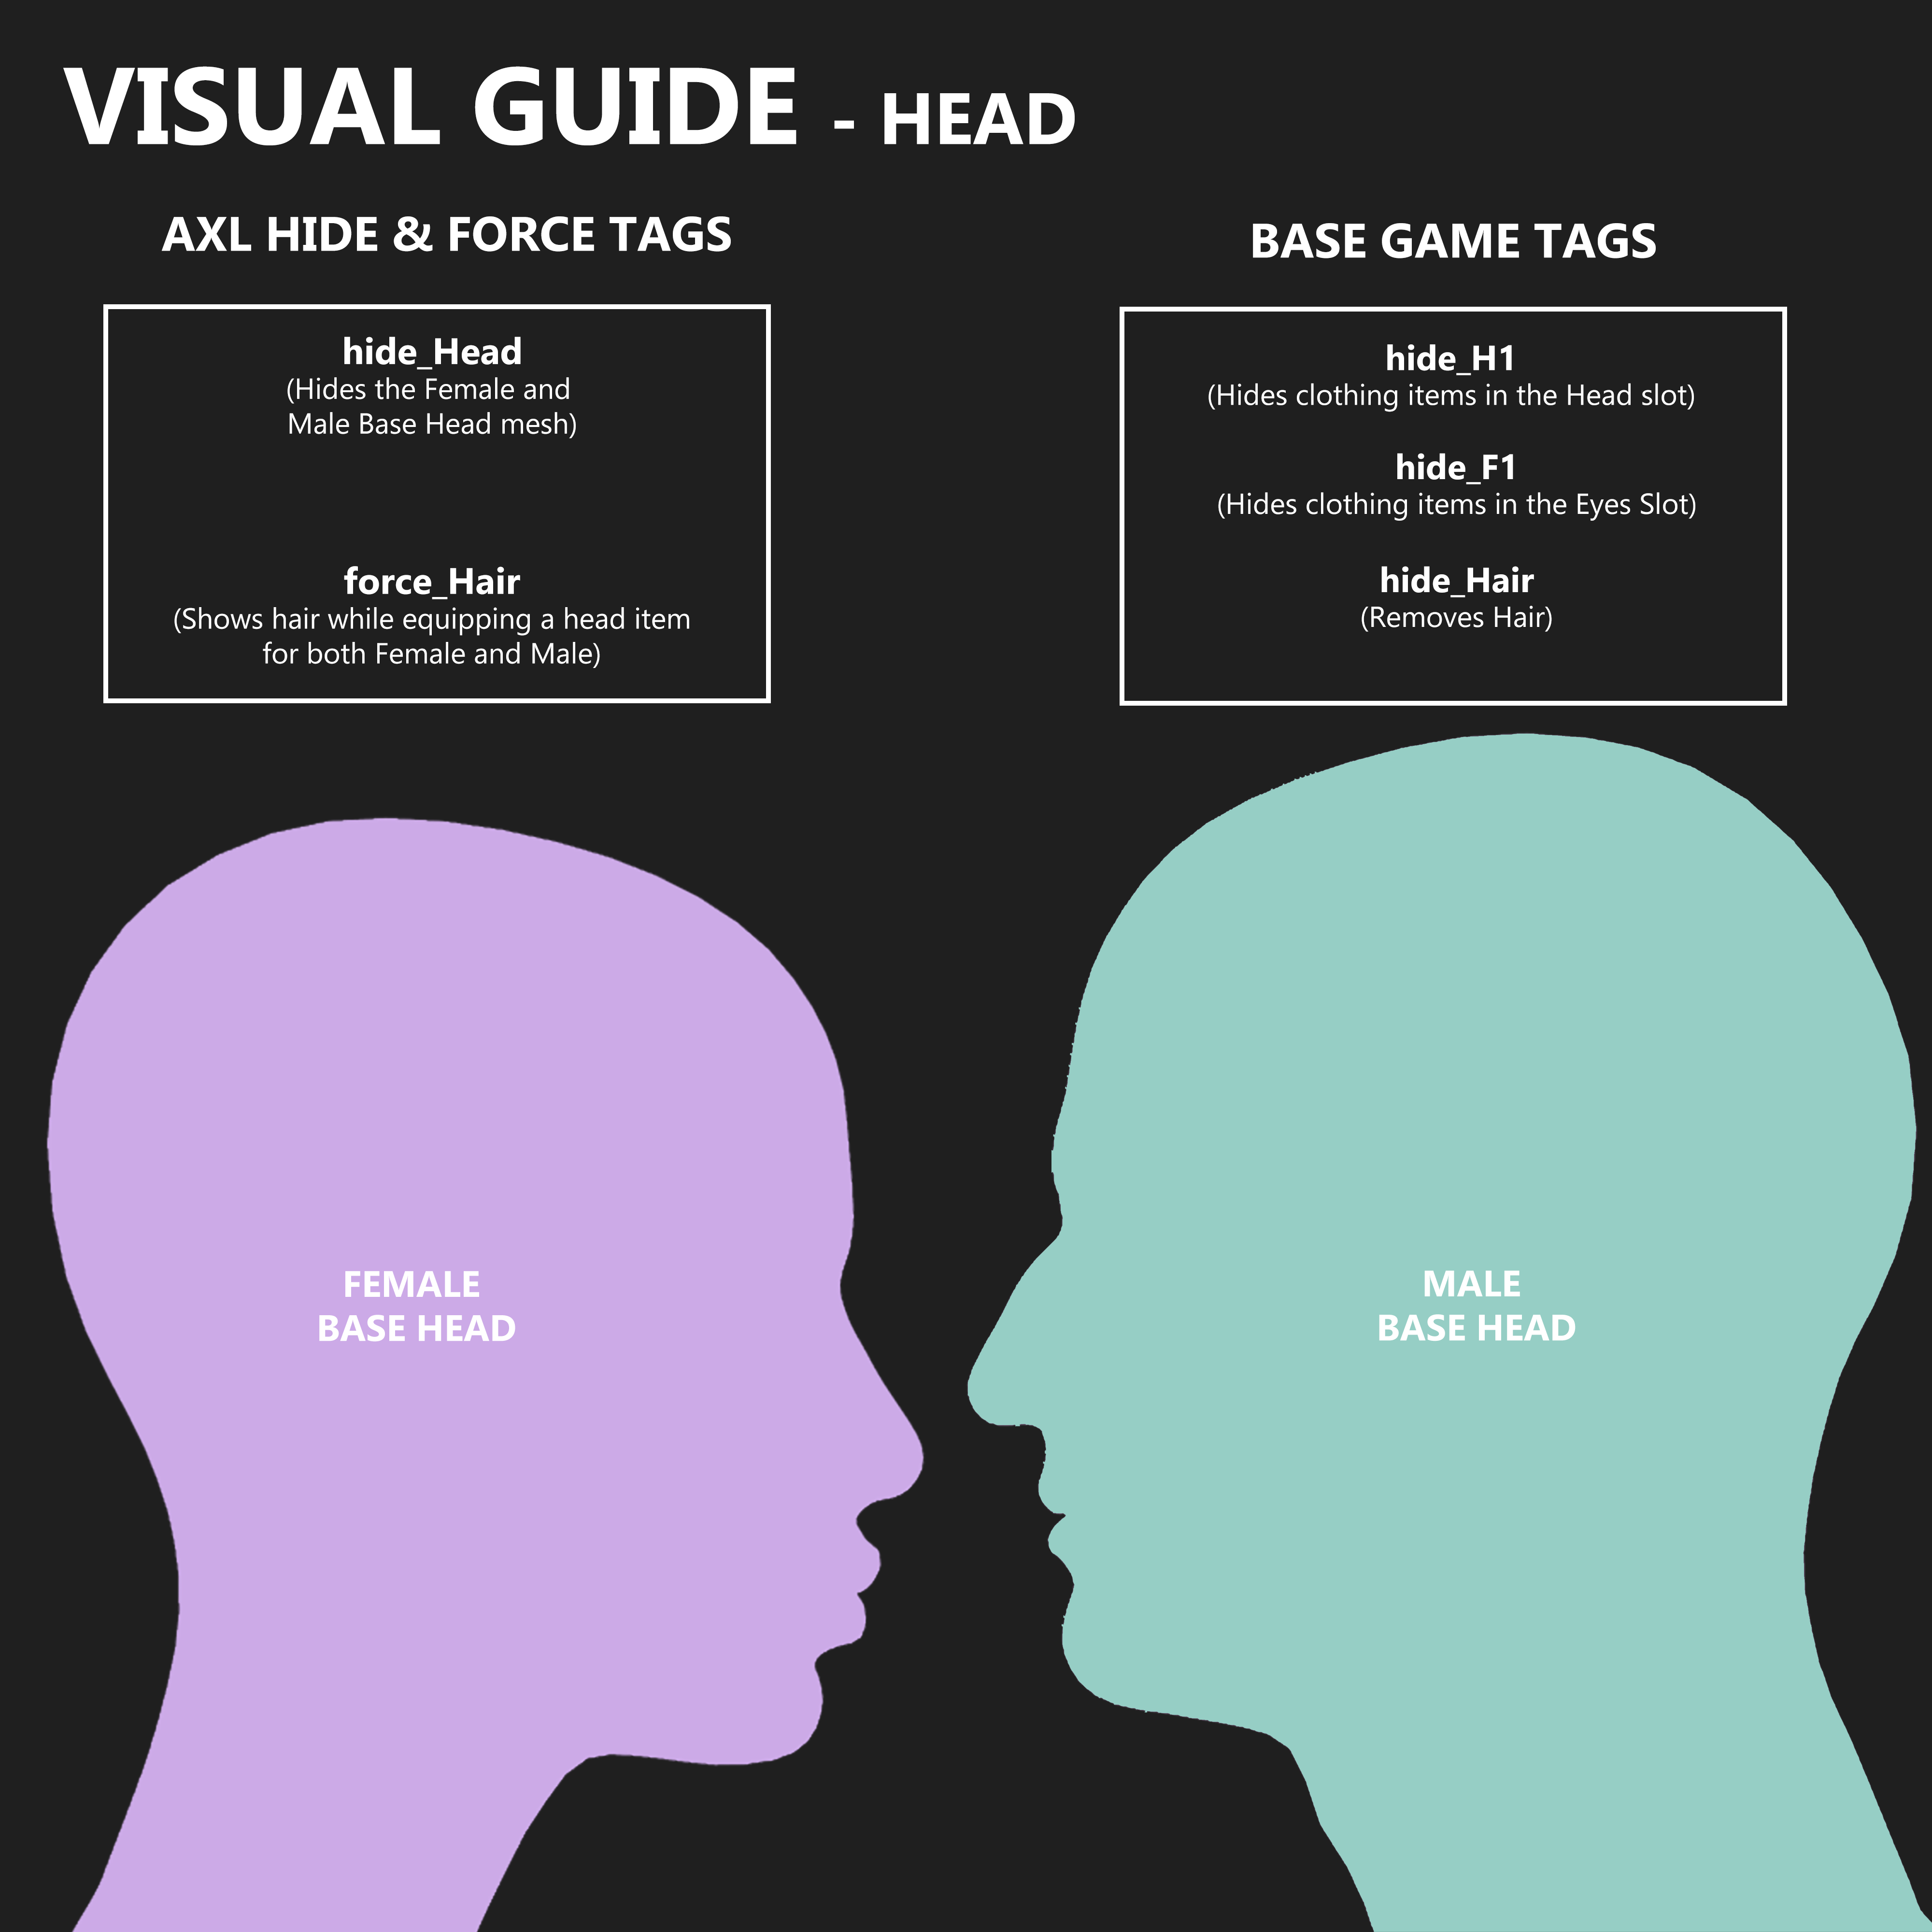 VISUAL GUIDE - HEAD
AXL HIDE & FORCE TAGS
hide_Head
(Hides the Female and
Male Base Head mesh)
force_Hair
(Shows hair while equipping a head item
for both Female and Male)
BASE GAME TAGS
hide_H1
(Hides clothing items in the Head slot)
hide_F1
(Hides clothing items in the Eyes Slot)
hide_Hair
(Removes Hair)
FEMALE
BASE HEAD
MALE
BASE HEAD